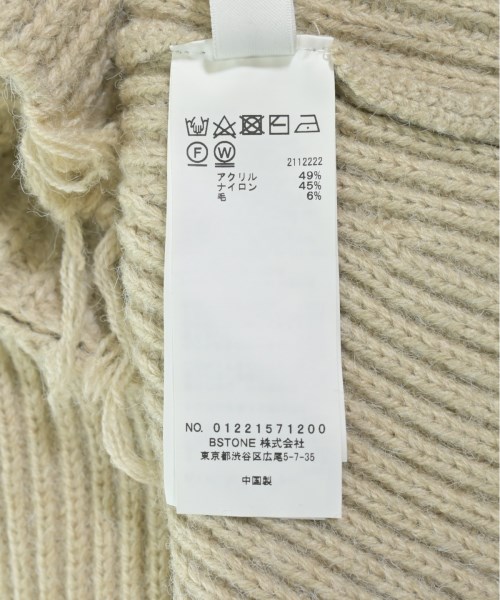 F W
2112222
アクリル 49%
ナイロン 45%
毛 6%
NO. 01221571200
BSTONE 株式会社
東京都渋谷区広尾5-7-35
中国製